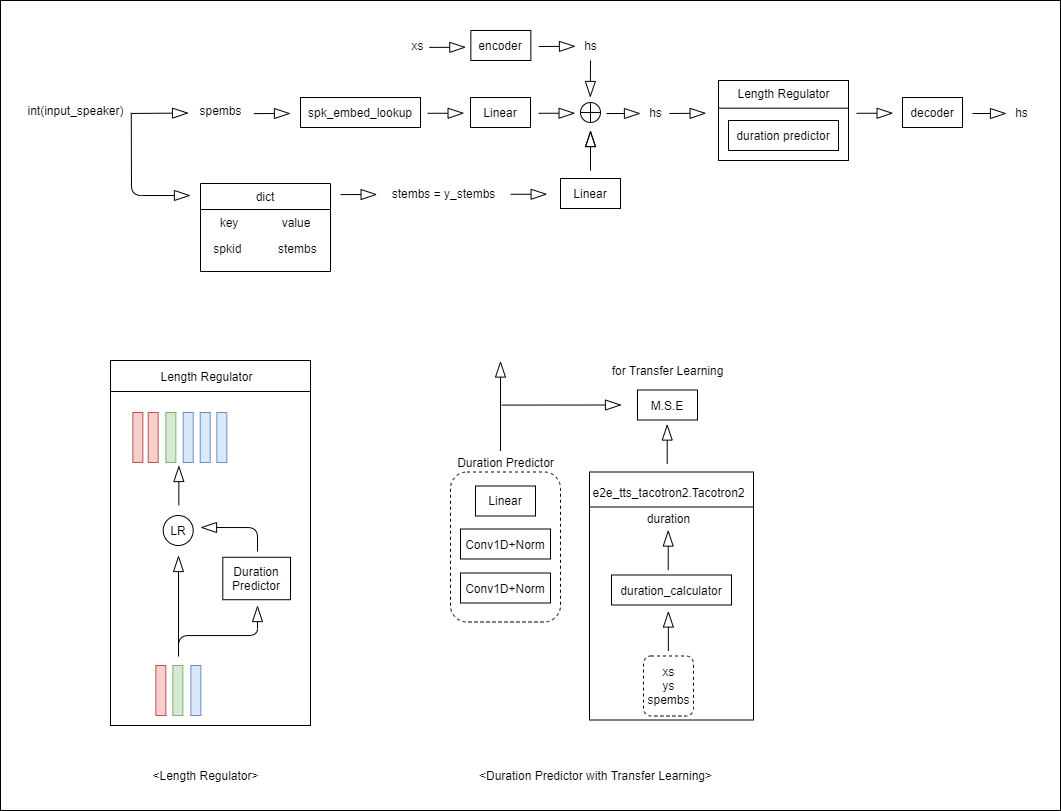 xs
encoder
hs
int(input_speaker)
spembs
spk_embed_lookup
Linear
hs
Length Regulator
duration predictor
decoder
hs
dict
key value
spkid stembs
stembs = y_stembs
Linear
Length Regulator
LR
Duration
Predictor
<Length Regulator>
for Transfer Learning
M.S.E
Duration Predictor
Linear
Conv1D+Norm
Conv1D+Norm
e2e_tts_tacotron2.Tacotron2
duration
duration_calculator
xs
ys
spembs
<Duration Predictor with Transfer Learning>